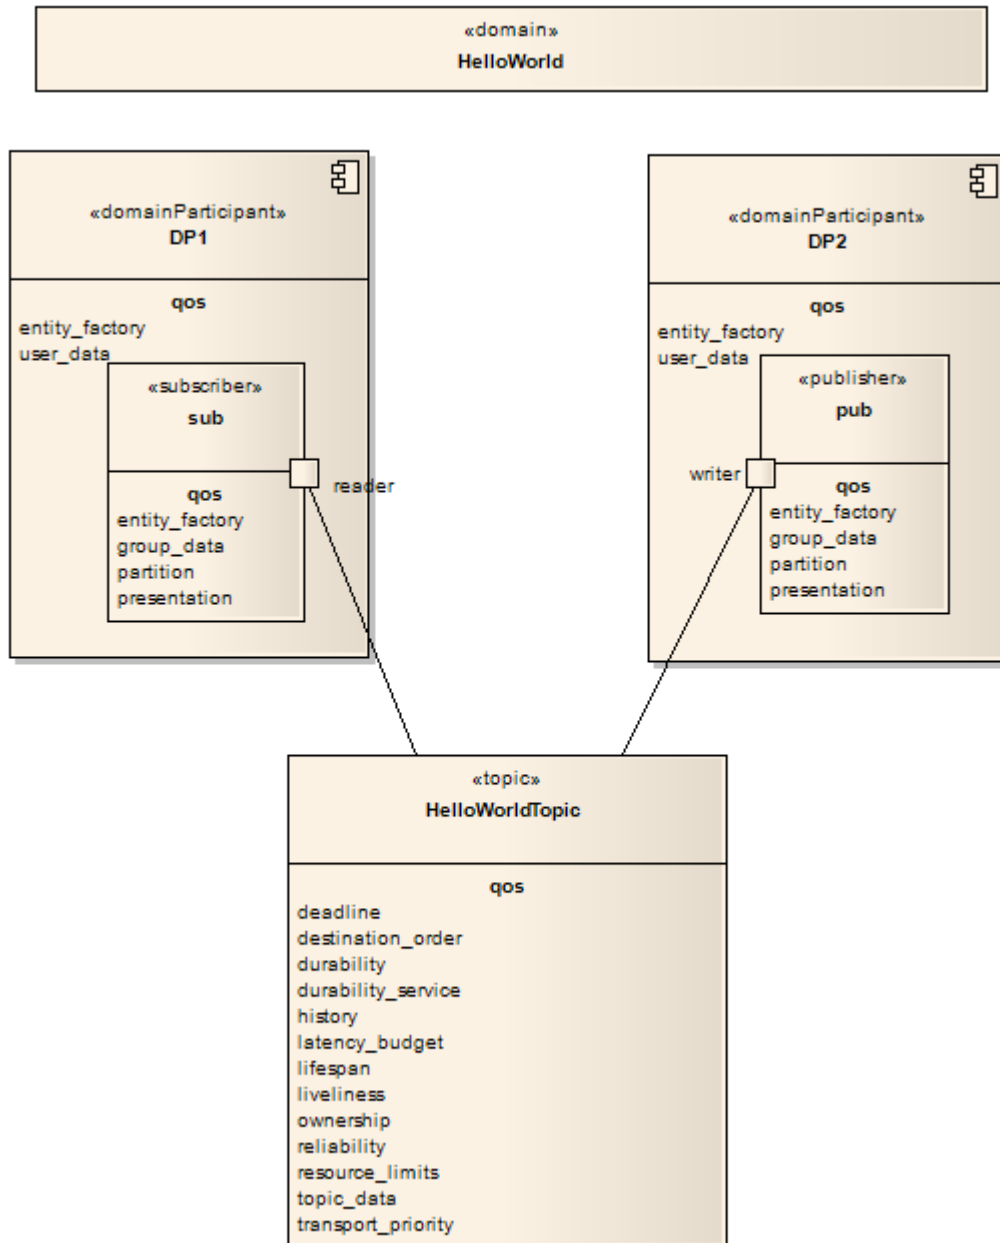 «domain»
HelloWorld
«domainParticipant»
DP1
qos
entity_factory
user_data
«subscriber»
sub
reader
qos
entity_factory
group_data
partition
presentation
«domainParticipant»
DP2
qos
entity_factory
user_data
«publisher»
pub
writer
qos
entity_factory
group_data
partition
presentation
«topic»
HelloWorldTopic
qos
deadline
destination_order
durability
durability_service
history
latency_budget
lifespan
liveliness
ownership
reliability
resource_limits
topic_data
transport_priority